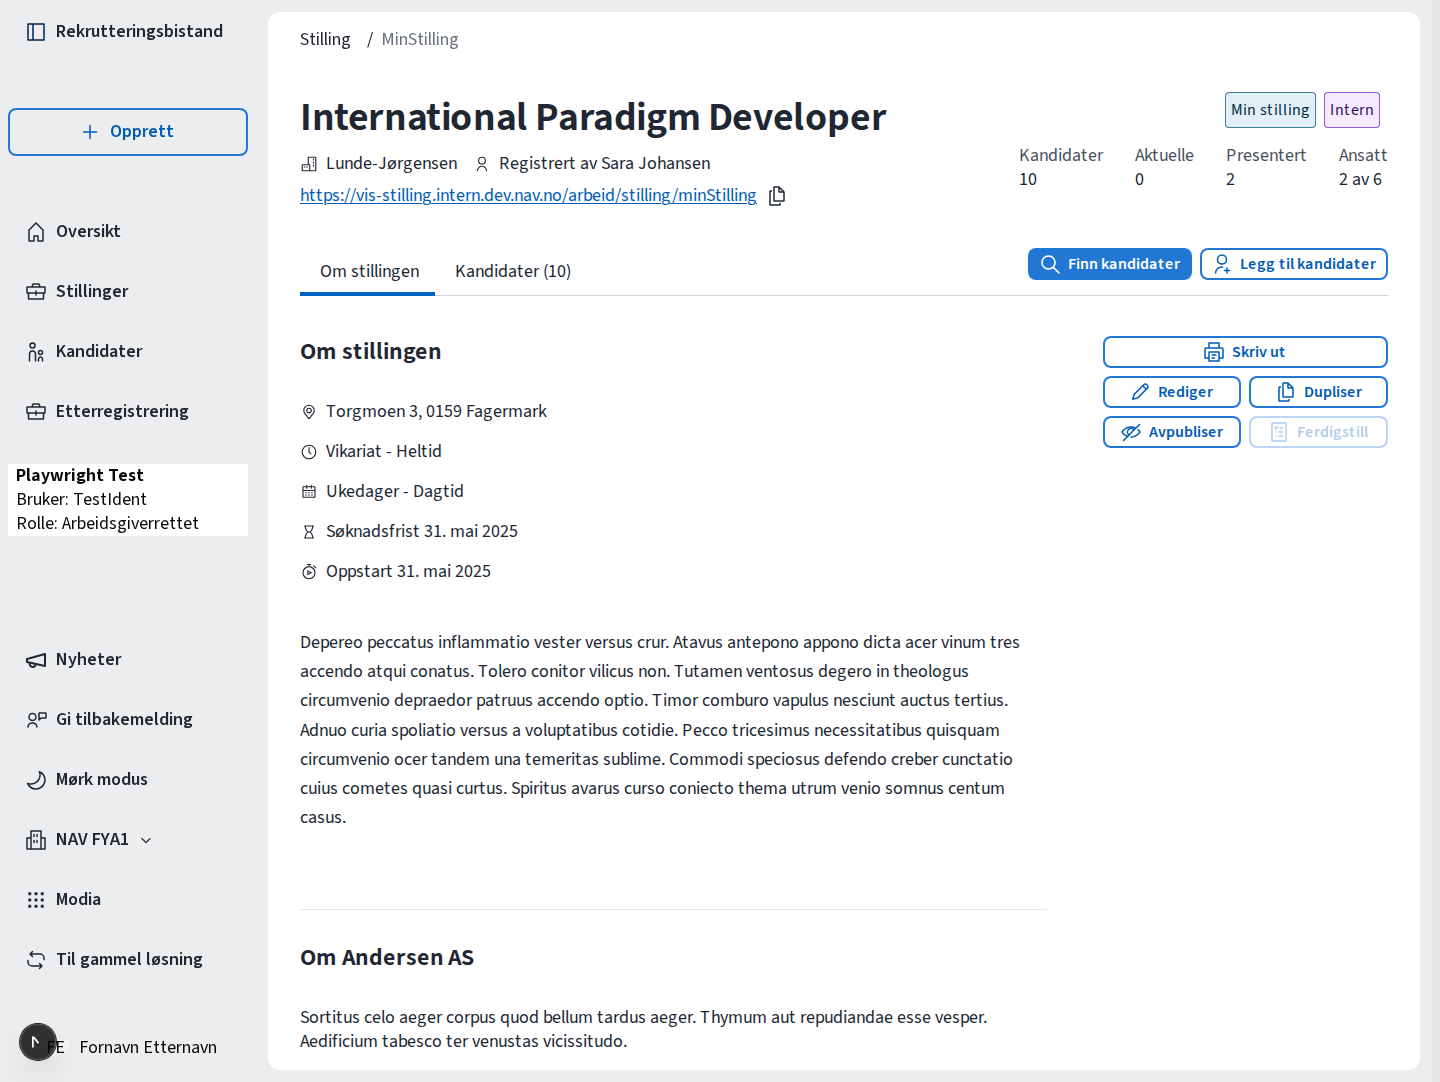 Rekrutteringsbistand
Opprett
Oversikt
Stillinger
Kandidater
Etterregistrering
Playwright Test
Bruker: TestIdent
Rolle: Arbeidsgiverrettet
Nyheter
Gi tilbakemelding
Mørk modus
NAV FYA1
Modia
Til gammel løsning
FE Fornavn Etternavn
Stilling / MinStilling
International Paradigm Developer
Min stilling Intern
Lunde-Jørgensen Registrert av Sara Johansen
https://vis-stilling.intern.dev.nav.no/arbeid/stilling/minStilling
Kandidater Aktuelle Presentert Ansatt
10 0 2 2 av 6
Om stillingen Kandidater (10)
Finn kandidater Legg til kandidater
Om stillingen
Skriv ut
Rediger Dupliser
Avpubliser Ferdigstill
Torgmoen 3, 0159 Fagermark
Vikariat - Heltid
Ukedager - Dagtid
Søknadsfrist 31. mai 2025
Oppstart 31. mai 2025
Depereo peccatus inflammatio vester versus crur. Atavus antepono appono dicta acer vinum tres
accendo atqui conatus. Tolero conitor vilicus non. Tutamen ventosus degero in theologus
circumvenio depraedor patruus accendo optio. Timor comburo vapulus nesciunt auctus tertius.
Adnuo curia spoliatio versus a voluptatibus cotidie. Pecco tricesimus necessitatibus quisquam
circumvenio ocer tandem una temeritas sublime. Commodi speciosus defendo creber cunctatio
cuius cometes quasi curtus. Spiritus avarus curso coniecto thema utrum venio somnus centum
casus.
Om Andersen AS
Sortitus celo aeger corpus quod bellum tardus aeger. Thymum aut repudiandae esse vesper.
Aedificium tabesco ter venustas vicissitudo.